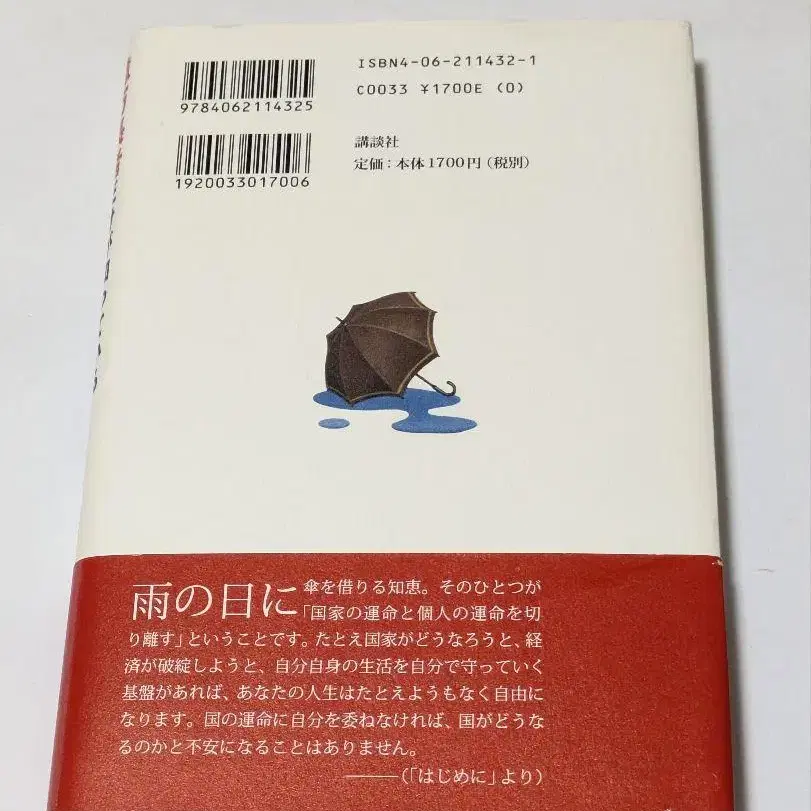 ISBN4-06-211432-1
C0033 ¥1700E (0)
9784062114325
講談社
定価：本体1700円（税別）
1920033017006
雨の日に
傘を借りる知恵。そのひとつが
「国家の運命と個人の運命を切
り離す」ということです。たとえ国家がどうなろうと、経
済が破綻しようと、自分自身の生活を自分で守っていく
基盤があれば、あなたの人生はたとえようもなく自由に
なります。国の運命に自分を委ねなければ、国がどうな
るのかと不安になることはありません。
――（「はじめに」より）